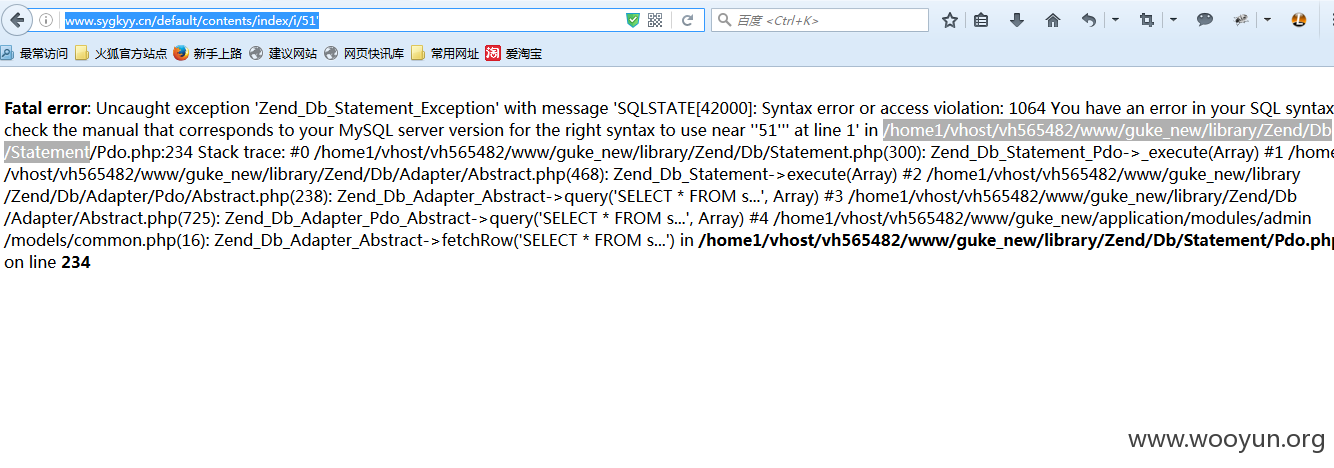 www.sygkyy.cn/default/contents/index/i/51'
百度 <Ctrl+K>
最常访问 火狐官方站点 新手上路 建议网站 网页快讯库 常用网址 淘 爱淘宝
Fatal error: Uncaught exception 'Zend_Db_Statement_Exception' with message 'SQLSTATE[42000]: Syntax error or access violation: 1064 You have an error in your SQL syntax
check the manual that corresponds to your MySQL server version for the right syntax to use near ''51''' at line 1' in /home1/vhost/vh565482/www/guke_new/library/Zend/Db
/Statement/Pdo.php:234 Stack trace: #0 /home1/vhost/vh565482/www/guke_new/library/Zend/Db/Statement.php(300): Zend_Db_Statement_Pdo->_execute(Array) #1 /home
/vhost/vh565482/www/guke_new/library/Zend/Db/Adapter/Abstract.php(468): Zend_Db_Statement->execute(Array) #2 /home1/vhost/vh565482/www/guke_new/library
/Zend/Db/Adapter/Pdo/Abstract.php(238): Zend_Db_Adapter_Abstract->query('SELECT * FROM s...', Array) #3 /home1/vhost/vh565482/www/guke_new/library/Zend/Db
/Adapter/Abstract.php(725): Zend_Db_Adapter_Pdo_Abstract->query('SELECT * FROM s...', Array) #4 /home1/vhost/vh565482/www/guke_new/application/modules/admin
/models/common.php(16): Zend_Db_Adapter_Abstract->fetchRow('SELECT * FROM s...') in /home1/vhost/vh565482/www/guke_new/library/Zend/Db/Statement/Pdo.php
on line 234
www.wooyun.org